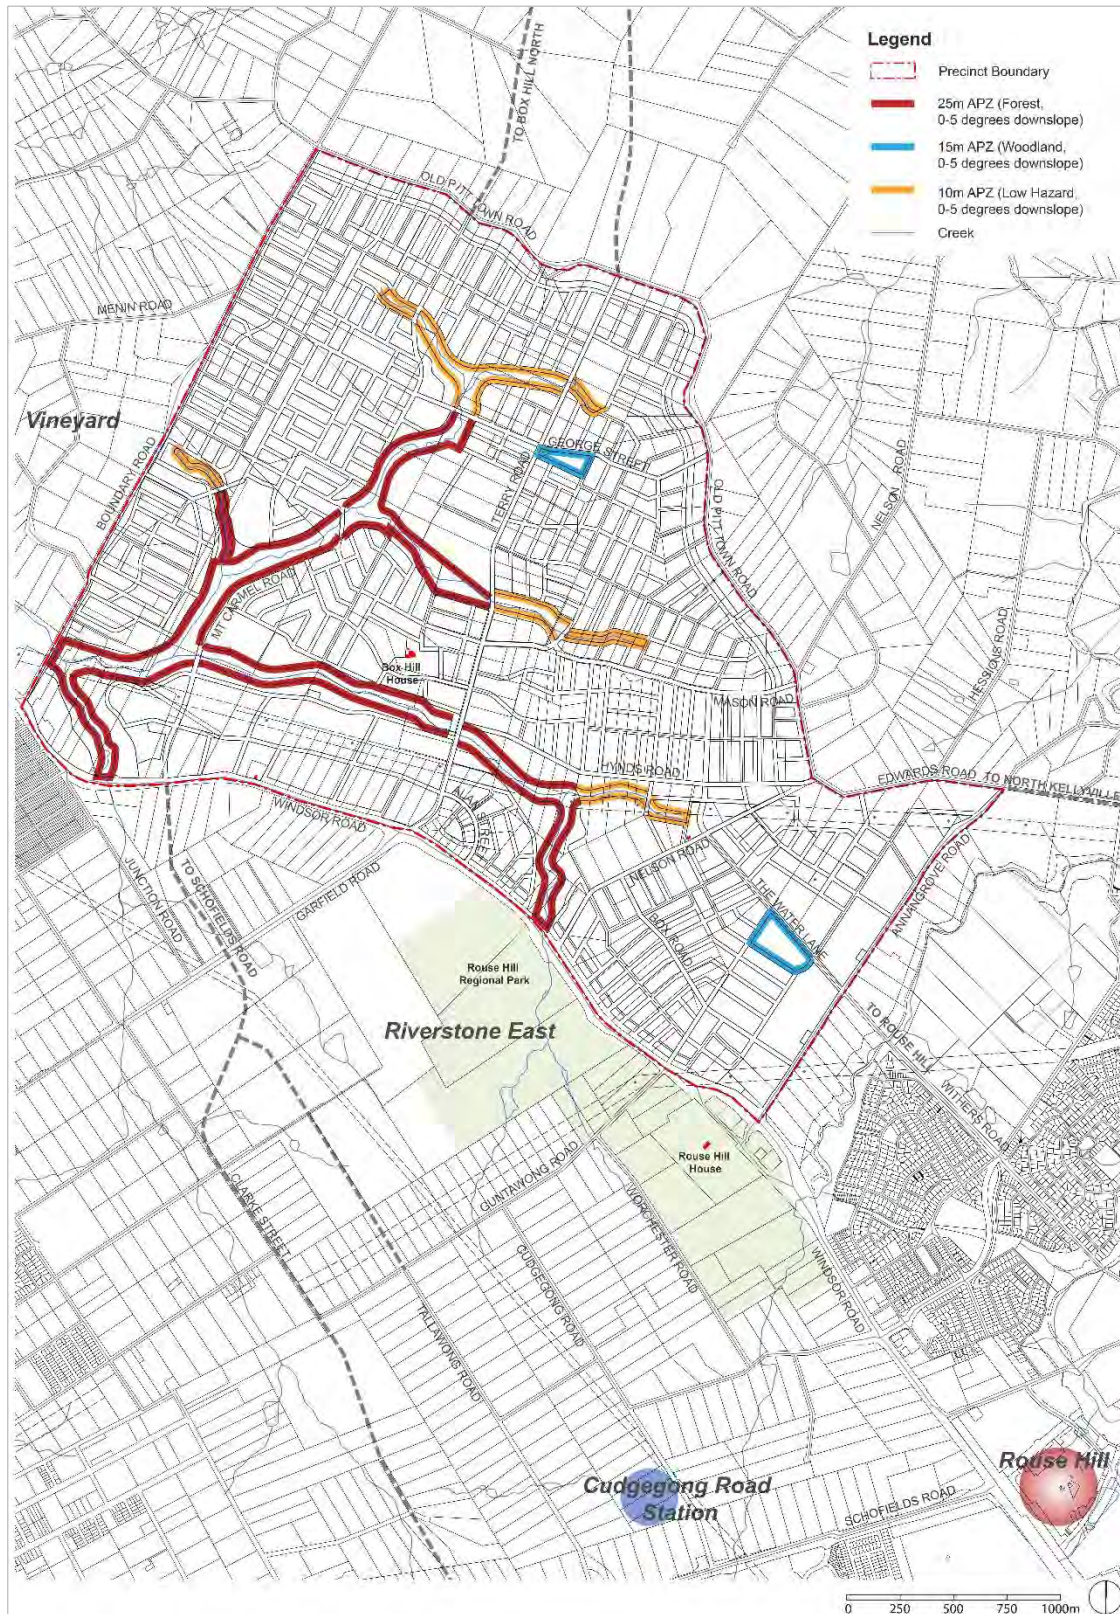 Legend
Precinct Boundary
25m APZ (Forest,
0-5 degrees downslope)
15m APZ (Woodland,
0-5 degrees downslope)
10m APZ (Low Hazard,
0-5 degrees downslope)
Creek
TO BOX HILL NORTH
OLD PITT TOWN ROAD
MENIN ROAD
Vineyard
BOUNDARY ROAD
GEORGE STREET
TERRY ROAD
OLD PITT TOWN ROAD
NELSON ROAD
MT CARMEL ROAD
HESSIONS ROAD
Box Hill
House
MASON ROAD
HYNDS ROAD
EDWARDS ROAD
TO NORTH KELLYVILLE
WINDSOR ROAD
ALAN STREET
JUNCTION ROAD
TO SCHOFIELDS ROAD
GARFIELD ROAD
NELSON ROAD
THE WATER LANE
BOX ROAD
ANNANGROVE ROAD
Rouse Hill
Regional Park
Riverstone East
TO ROUSE HILL
WITHERS ROAD
Rouse Hill
House
GUNTAWONG ROAD
CLARKE STREET
WORCHESTER ROAD
CUDGEGONG ROAD
TALLAWONS ROAD
WINDSOR ROAD
Cudgegong Road
Station
Rouse Hill
SCHOFIELDS ROAD
0 250 500 750 1000m